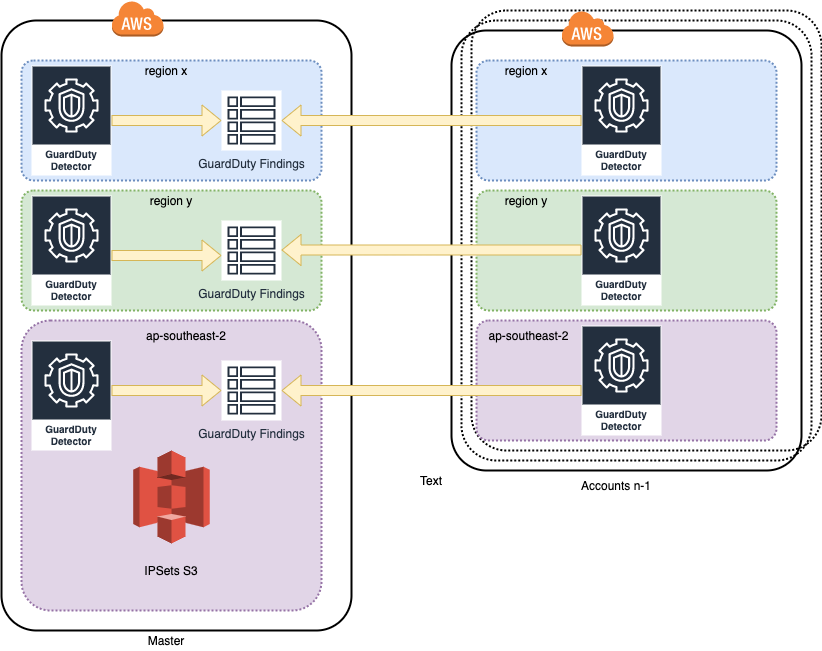 AWS
AWS
region x
GuardDuty
Detector
GuardDuty Findings
region y
GuardDuty
Detector
GuardDuty Findings
ap-southeast-2
GuardDuty
Detector
GuardDuty Findings
IPSets S3
Master
Text
region x
GuardDuty
Detector
region y
GuardDuty
Detector
ap-southeast-2
GuardDuty
Detector
Accounts n-1